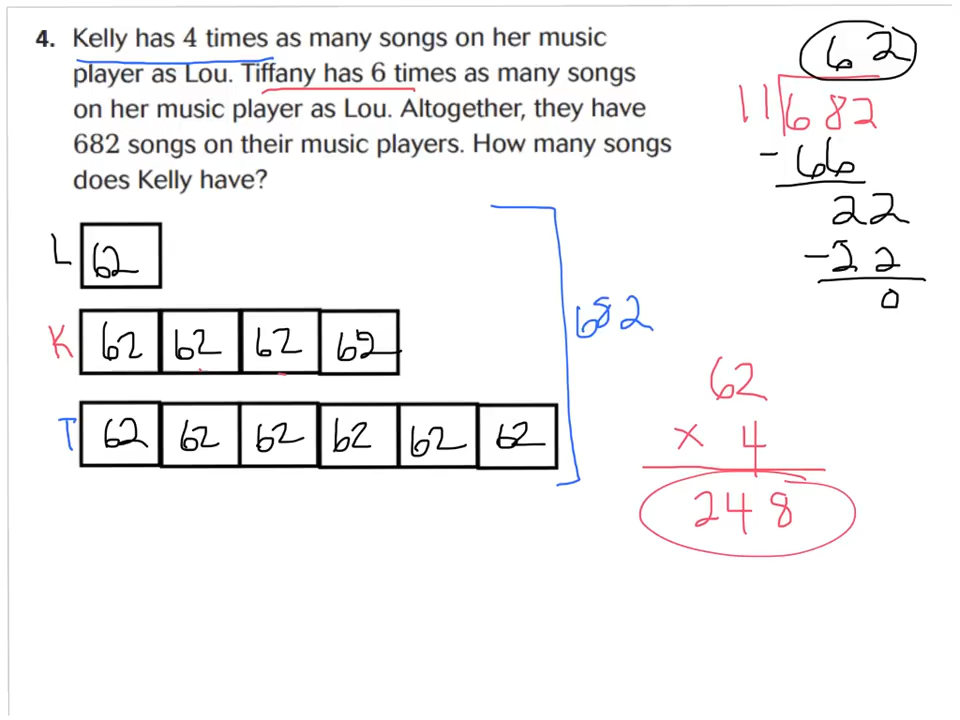 4. Kelly has 4 times as many songs on her music
player as Lou. Tiffany has 6 times as many songs
on her music player as Lou. Altogether, they have
682 songs on their music players. How many songs
does Kelly have?
62
11 682
- 66
22
- 22
0
L 62
682
K 62 62 62 62
T 62 62 62 62 62 62
62
x 4
248